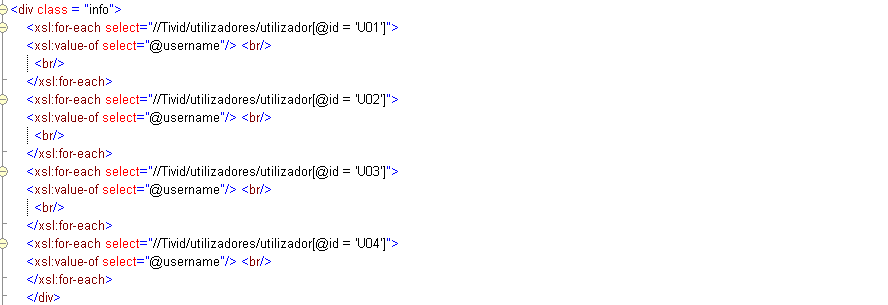 <div class = "info">
<xsl:for-each select="//Tivid/utilizadores/utilizador[@id = 'U01']">
<xsl:value-of select="@username"/> <br/>
<br/>
</xsl:for-each>
<xsl:for-each select="//Tivid/utilizadores/utilizador[@id = 'U02']">
<xsl:value-of select="@username"/> <br/>
<br/>
</xsl:for-each>
<xsl:for-each select="//Tivid/utilizadores/utilizador[@id = 'U03']">
<xsl:value-of select="@username"/> <br/>
<br/>
</xsl:for-each>
<xsl:for-each select="//Tivid/utilizadores/utilizador[@id = 'U04']">
<xsl:value-of select="@username"/> <br/>
</xsl:for-each>
</div>